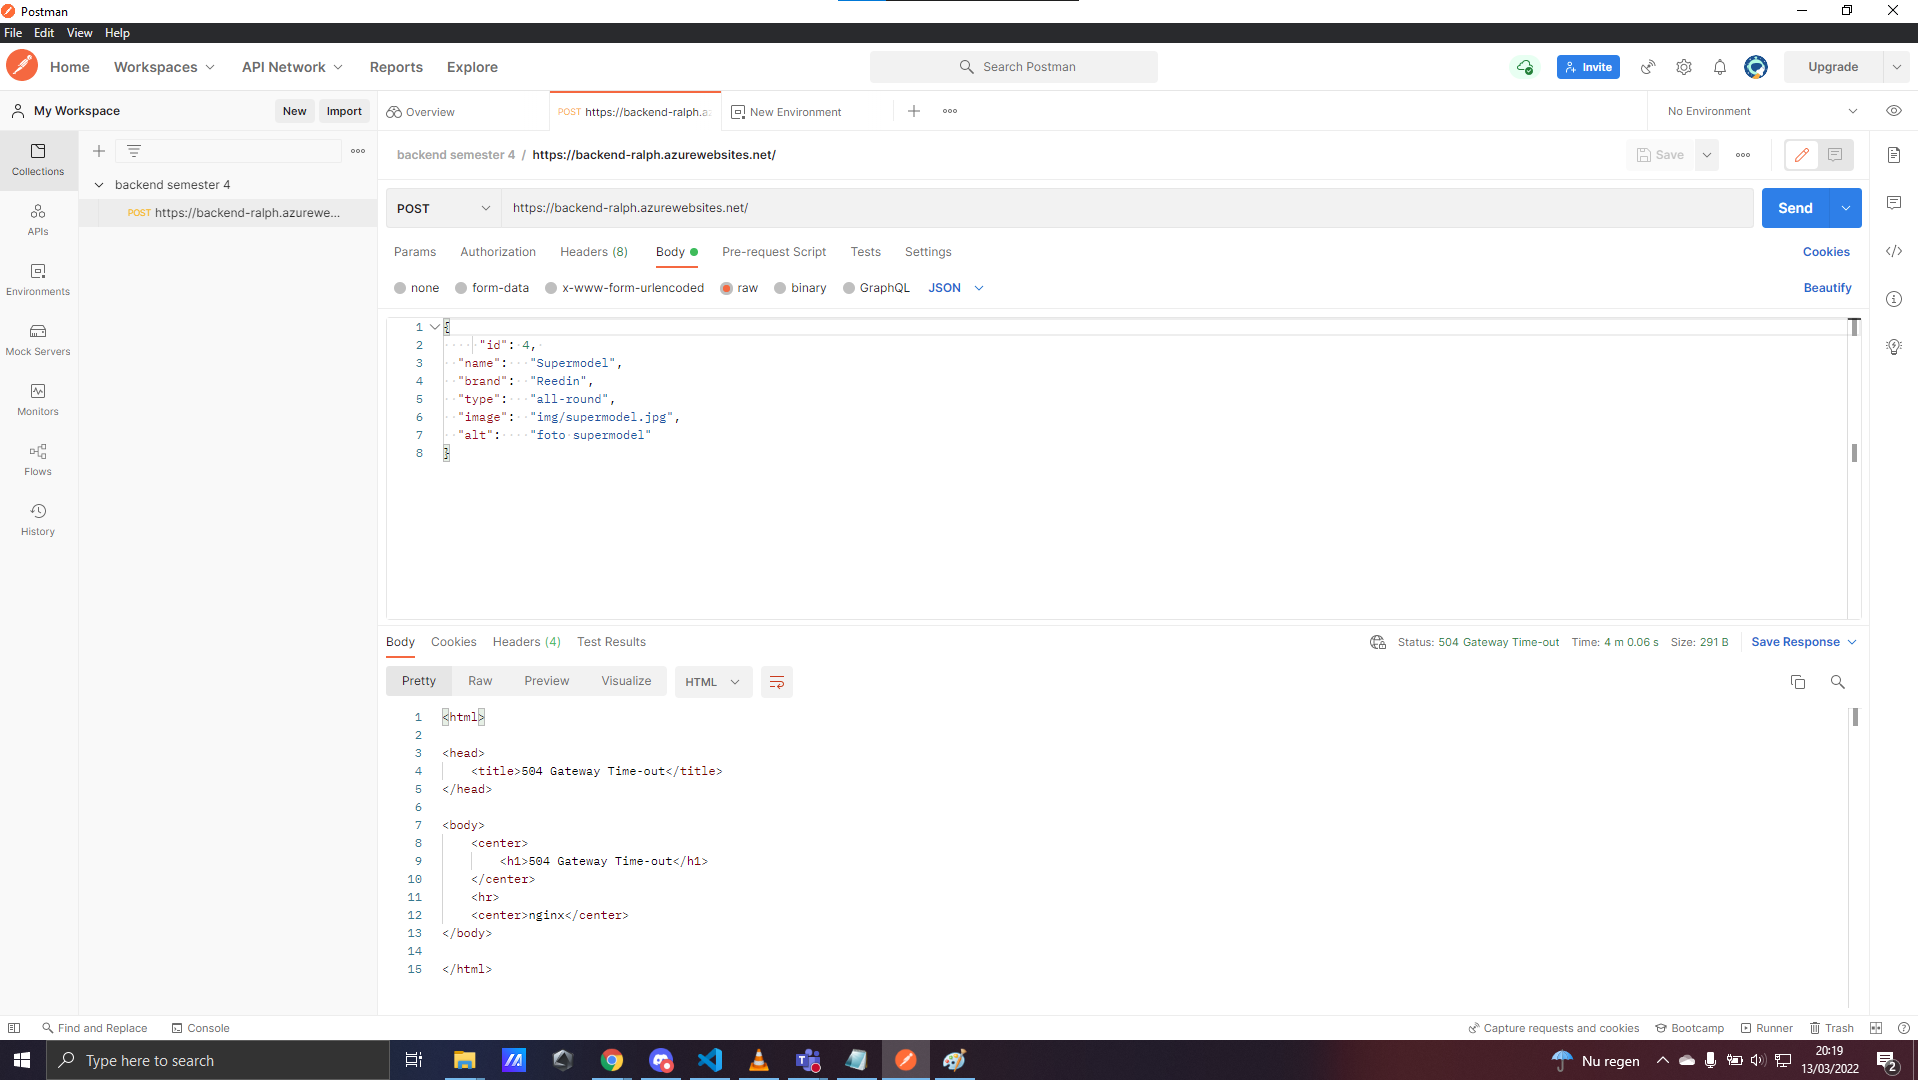 Postman
File Edit View Help
Home Workspaces API Network Reports Explore
Search Postman
Invite
Upgrade
My Workspace
New Import
Overview
POST https://backend-ralph.az
New Environment
No Environment
Collections
APIs
Environments
Mock Servers
Monitors
Flows
History
backend semester 4
POST https://backend-ralph.azurewe...
backend semester 4 / https://backend-ralph.azurewebsites.net/
Save
POST https://backend-ralph.azurewebsites.net/
Send
Params Authorization Headers (8) Body Pre-request Script Tests Settings
Cookies
none form-data x-www-form-urlencoded raw binary GraphQL JSON
Beautify
1 {
2 "id": 4,
3 "name": "Supermodel",
4 "brand": "Reedin",
5 "type": "all-round",
6 "image": "img/supermodel.jpg",
7 "alt": "foto supermodel"
8 }
Body Cookies Headers (4) Test Results
Status: 504 Gateway Time-out Time: 4 m 0.06 s Size: 291 B Save Response
Pretty Raw Preview Visualize HTML
1 <html>
2
3 <head>
4 <title>504 Gateway Time-out</title>
5 </head>
6
7 <body>
8 <center>
9 <h1>504 Gateway Time-out</h1>
10 </center>
11 <hr>
12 <center>nginx</center>
13 </body>
14
15 </html>
Find and Replace Console
Capture requests and cookies Bootcamp Runner Trash
Type here to search
Nu regen
20:19
13/03/2022
2